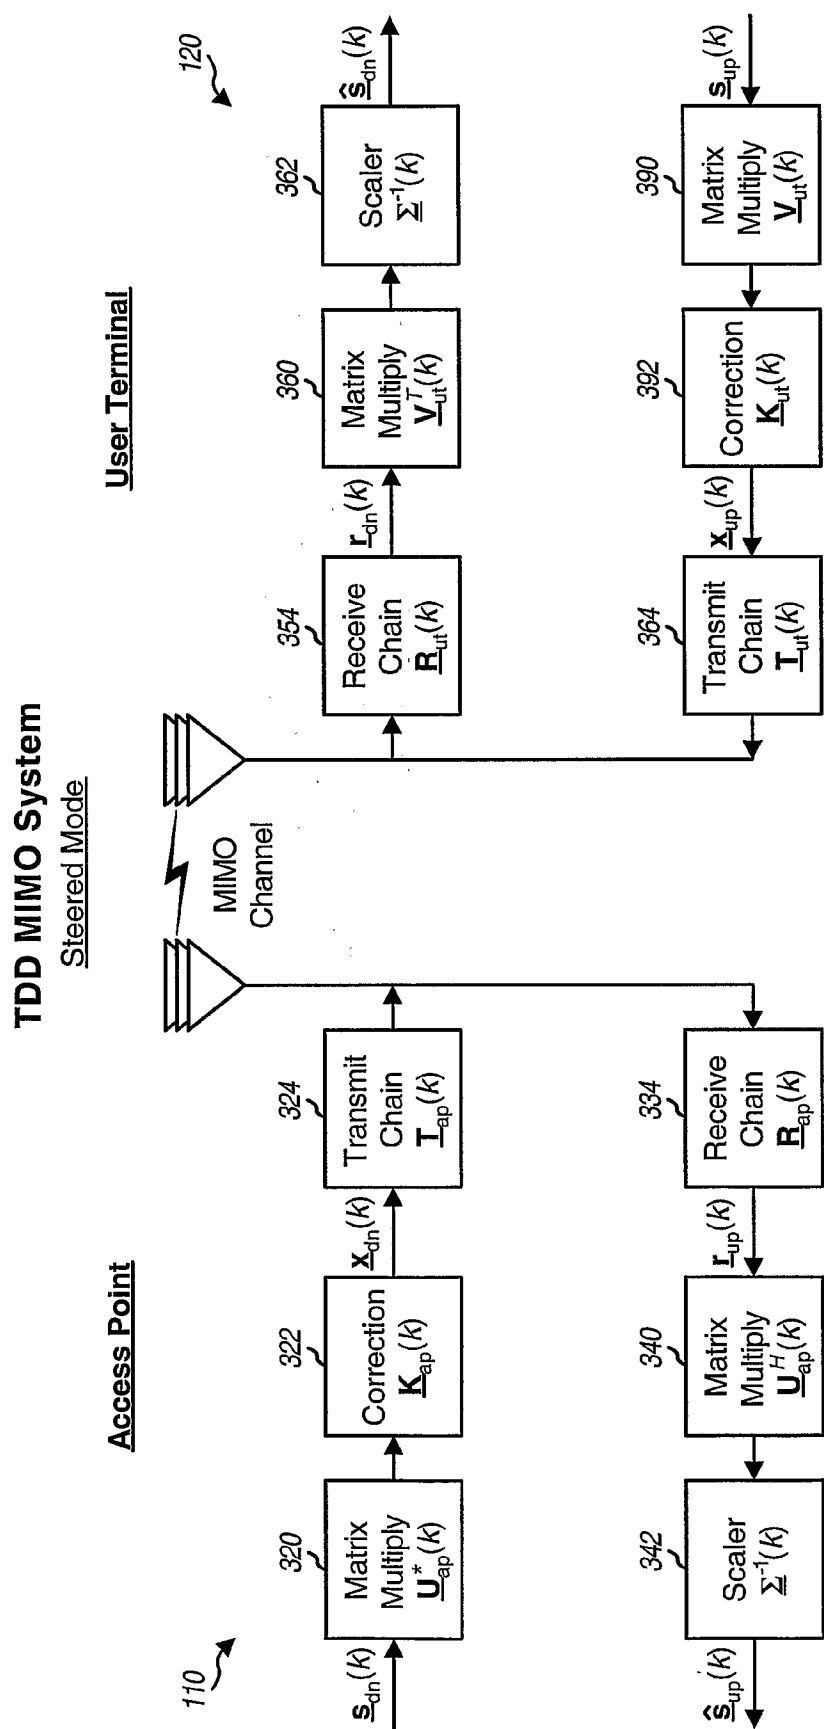 TDD MIMO System
Steered Mode
Access Point
User Terminal
110
120
s_dn(k)
320
Matrix
Multiply
U*_ap(k)
322
Correction
K_ap(k)
x_dn(k)
324
Transmit
Chain
T_ap(k)
MIMO
Channel
354
Receive
Chain
R_ut(k)
r_dn(k)
360
Matrix
Multiply
V^T_ut(k)
362
Scaler
Σ^-1(k)
ŝ_dn(k)
ŝ_up(k)
342
Scaler
Σ^-1(k)
340
Matrix
Multiply
U^H_ap(k)
r_up(k)
334
Receive
Chain
R_ap(k)
364
Transmit
Chain
T_ut(k)
x_up(k)
392
Correction
K_ut(k)
390
Matrix
Multiply
V_ut(k)
s_up(k)